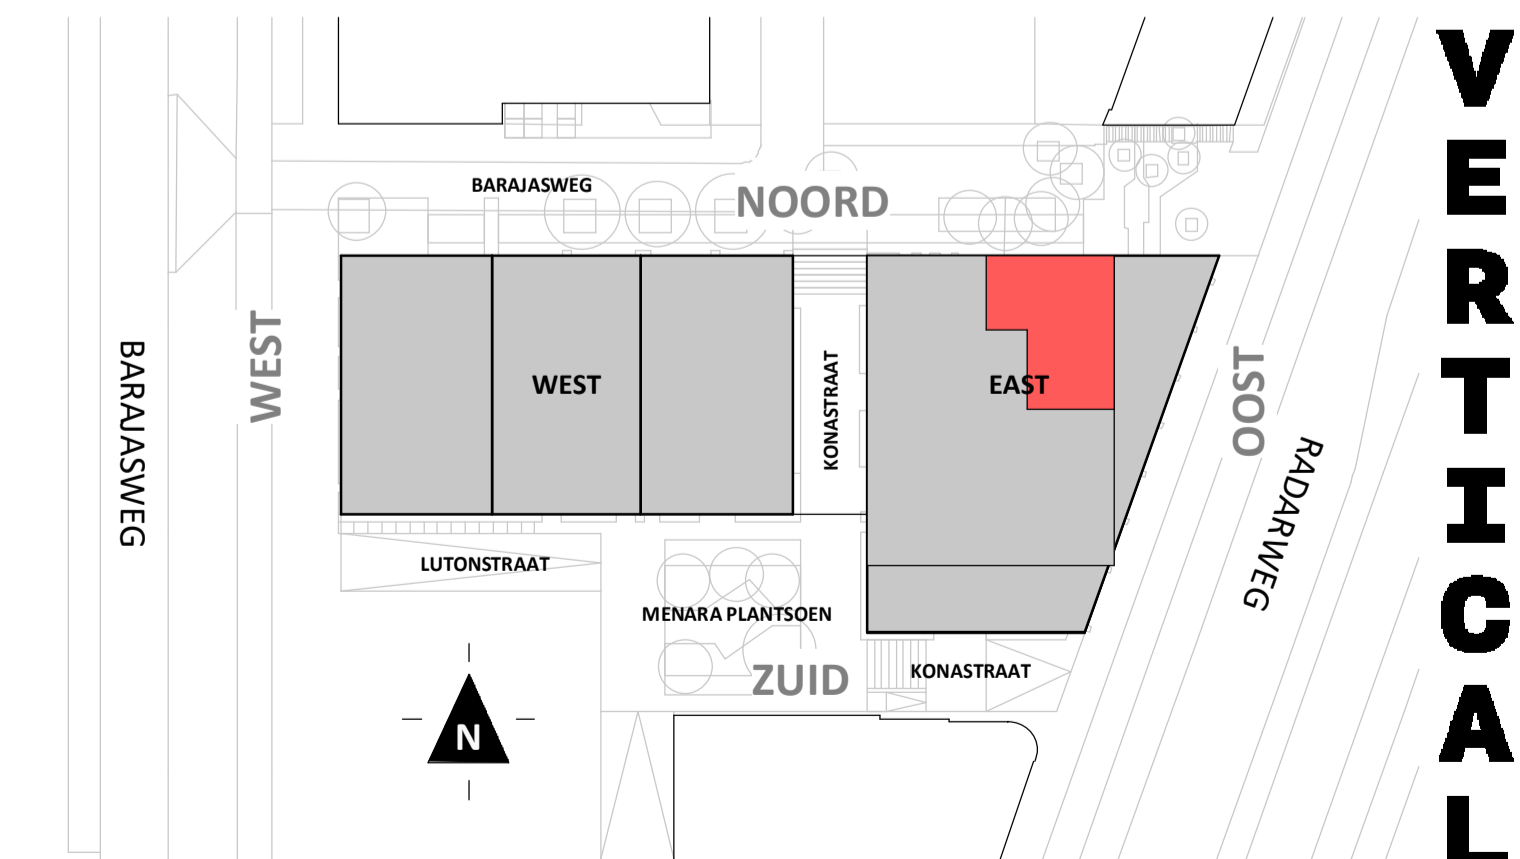 BARAJASWEG
NOORD
WEST
BARAJASWEG
WEST
KONASTRAAT
EAST
OOST
RADARWEG
LUTONSTRAAT
MENARA PLANTSOEN
ZUID
KONASTRAAT
N
VERTICAL